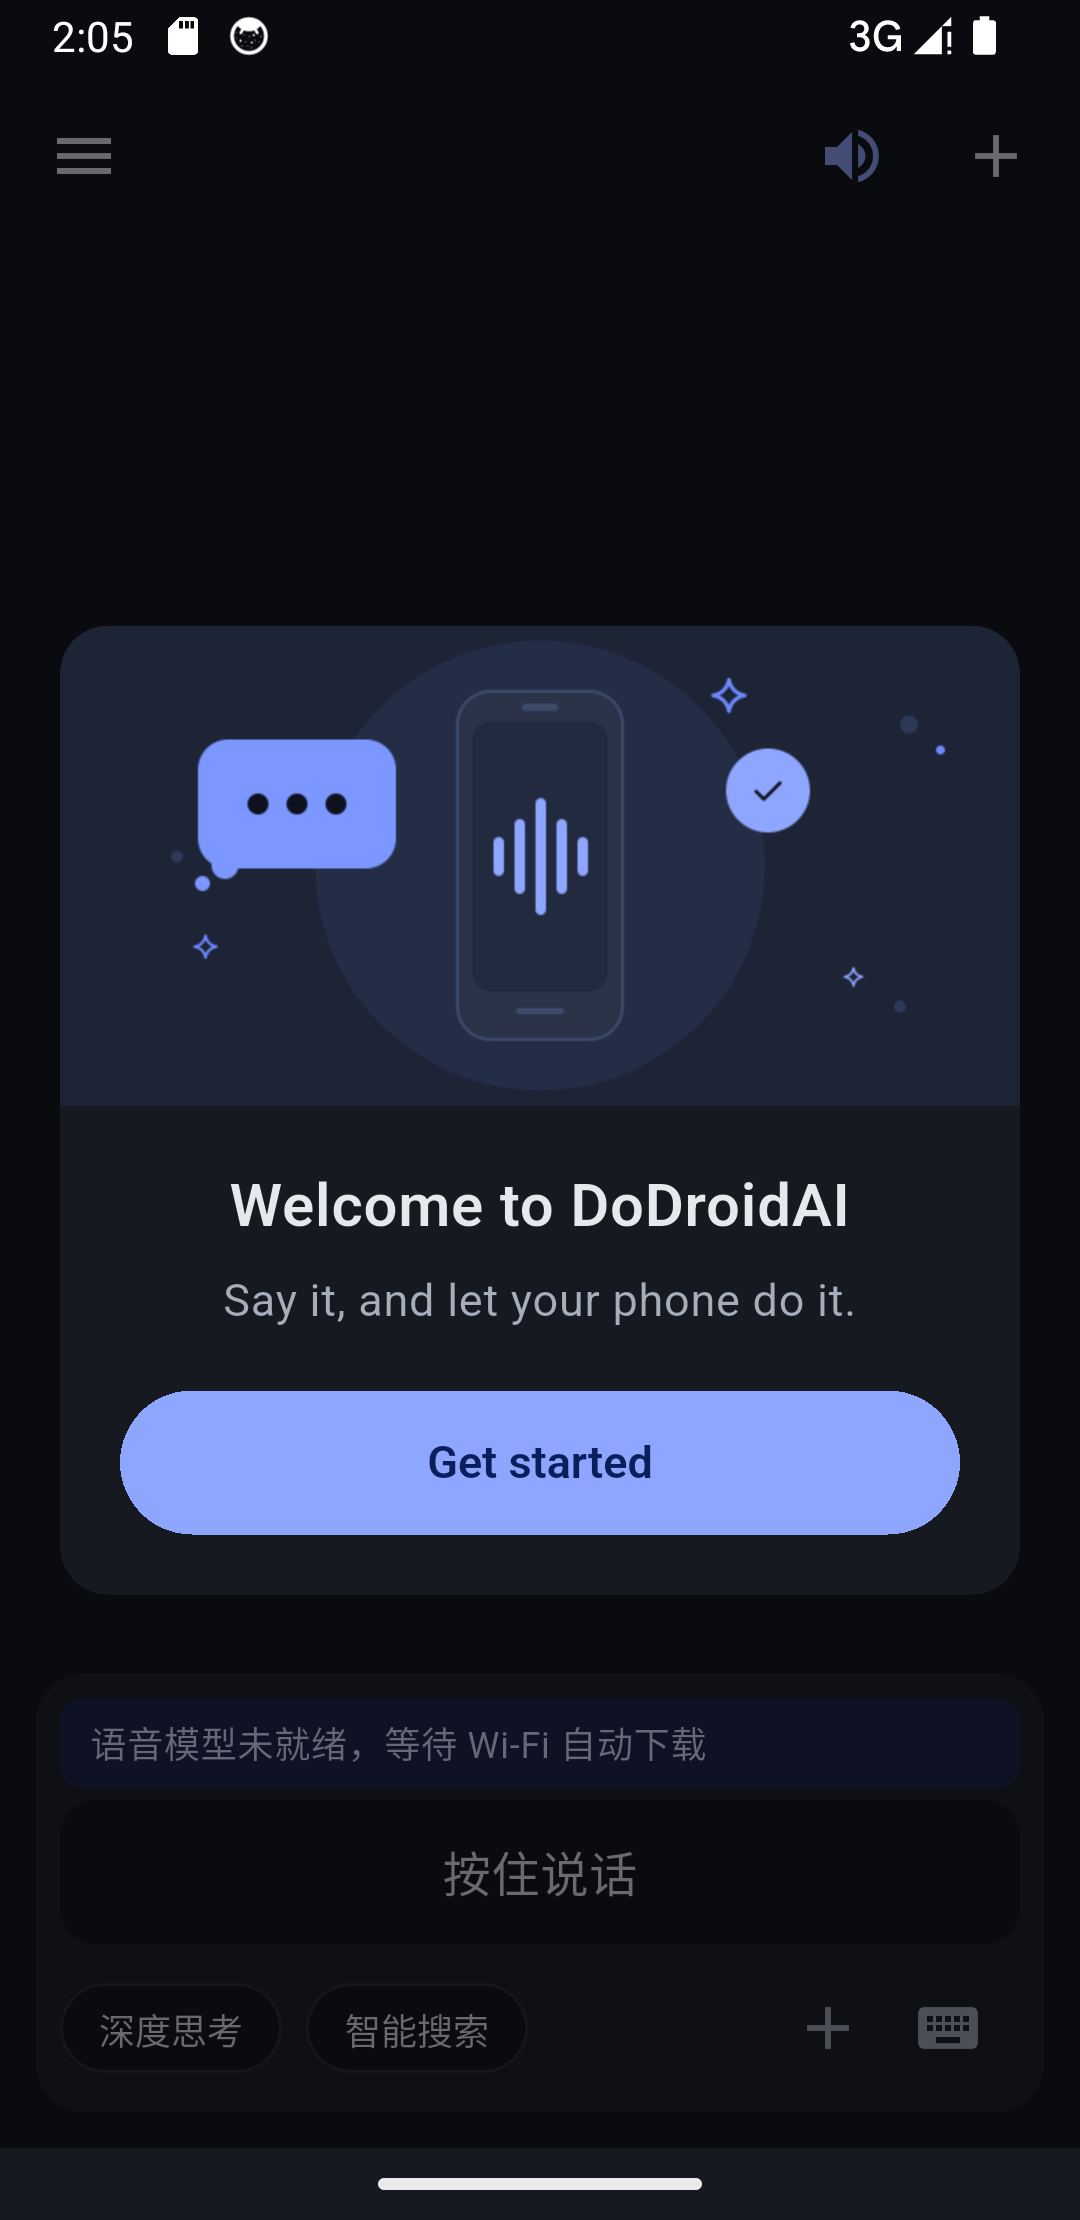 2:05
3G
Welcome to DoDroidAI
Say it, and let your phone do it.
Get started
语音模型未就绪，等待 Wi-Fi 自动下载
按住说话
深度思考
智能搜索